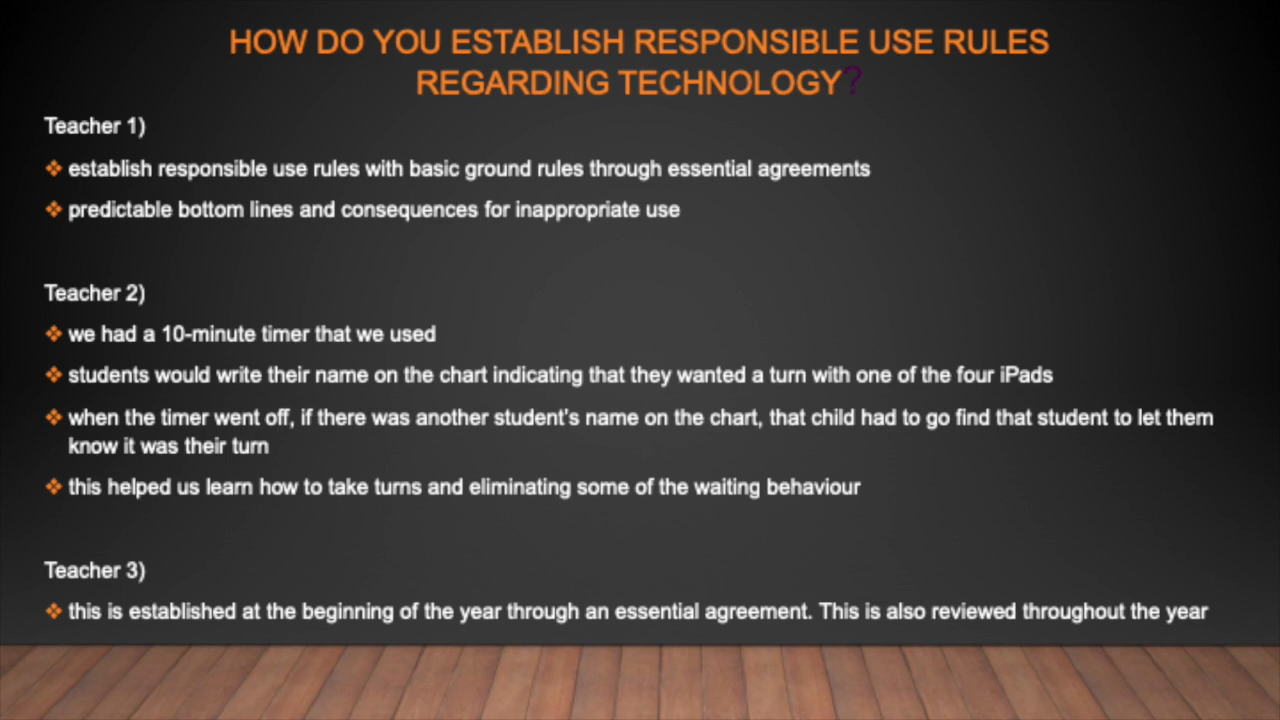 HOW DO YOU ESTABLISH RESPONSIBLE USE RULES
REGARDING TECHNOLOGY?
Teacher 1)
❖ establish responsible use rules with basic ground rules through essential agreements
❖ predictable bottom lines and consequences for inappropriate use
Teacher 2)
❖ we had a 10-minute timer that we used
❖ students would write their name on the chart indicating that they wanted a turn with one of the four iPads
❖ when the timer went off, if there was another student's name on the chart, that child had to go find that student to let them
know it was their turn
❖ this helped us learn how to take turns and eliminating some of the waiting behaviour
Teacher 3)
❖ this is established at the beginning of the year through an essential agreement. This is also reviewed throughout the year